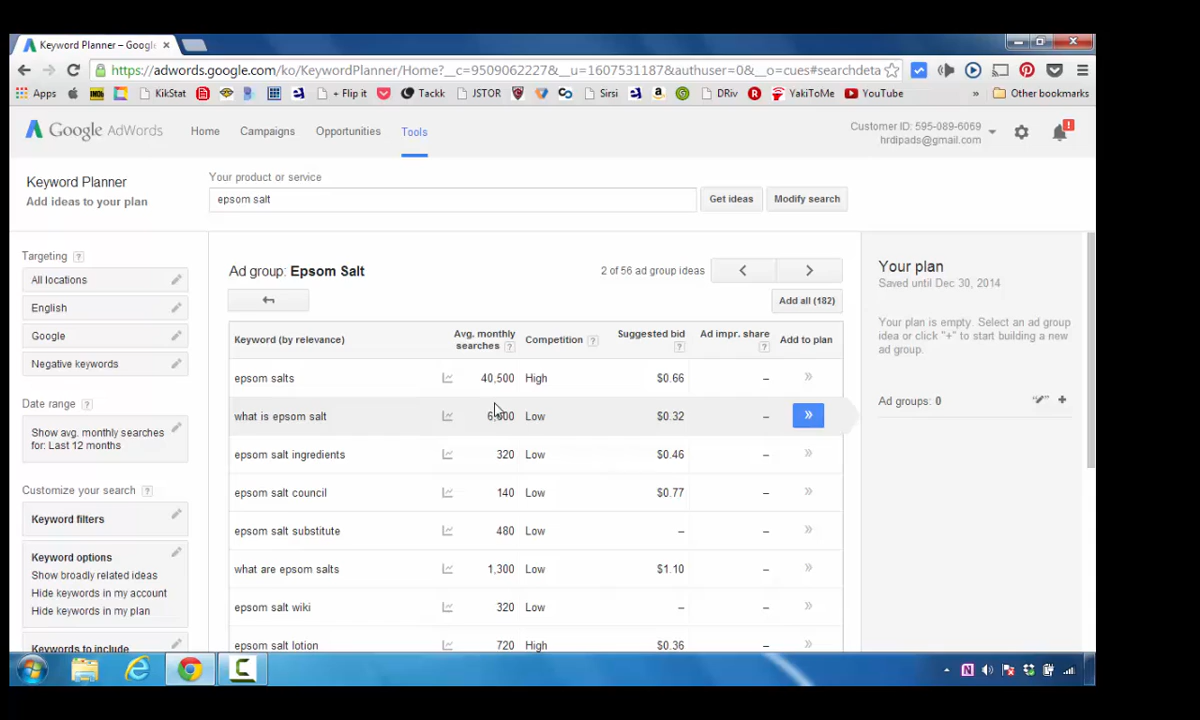 Keyword Planner – Google
https://adwords.google.com/ko/KeywordPlanner/Home?__c=9509062227&__u=1607531187&authuser=0&__o=cues#searchdeta
Apps KikStat + Flip it Tackk JSTOR Sirsi DRiv YakiToMe YouTube » Other bookmarks
Google AdWords Home Campaigns Opportunities Tools
Customer ID: 595-089-6069
hrdipads@gmail.com
Keyword Planner
Add ideas to your plan
Your product or service
epsom salt Get ideas Modify search
Targeting ?
All locations
English
Google
Negative keywords
Date range ?
Show avg. monthly searches
for: Last 12 months
Customize your search ?
Keyword filters
Keyword options
Show broadly related ideas
Hide keywords in my account
Hide keywords in my plan
Keywords to include
Ad group: Epsom Salt 2 of 56 ad group ideas
Add all (182)
Keyword (by relevance) Avg. monthly searches ? Competition ? Suggested bid ? Ad impr. share ? Add to plan
epsom salts 40,500 High $0.66 – »
what is epsom salt Low $0.32 – »
epsom salt ingredients 320 Low $0.46 – »
epsom salt council 140 Low $0.77 – »
epsom salt substitute 480 Low – – »
what are epsom salts 1,300 Low $1.10 – »
epsom salt wiki 320 Low – – »
epsom salt lotion 720 High $0.36 – »
Your plan
Saved until Dec 30, 2014
Your plan is empty. Select an ad group
idea or click "+" to start building a new
ad group.
Ad groups: 0